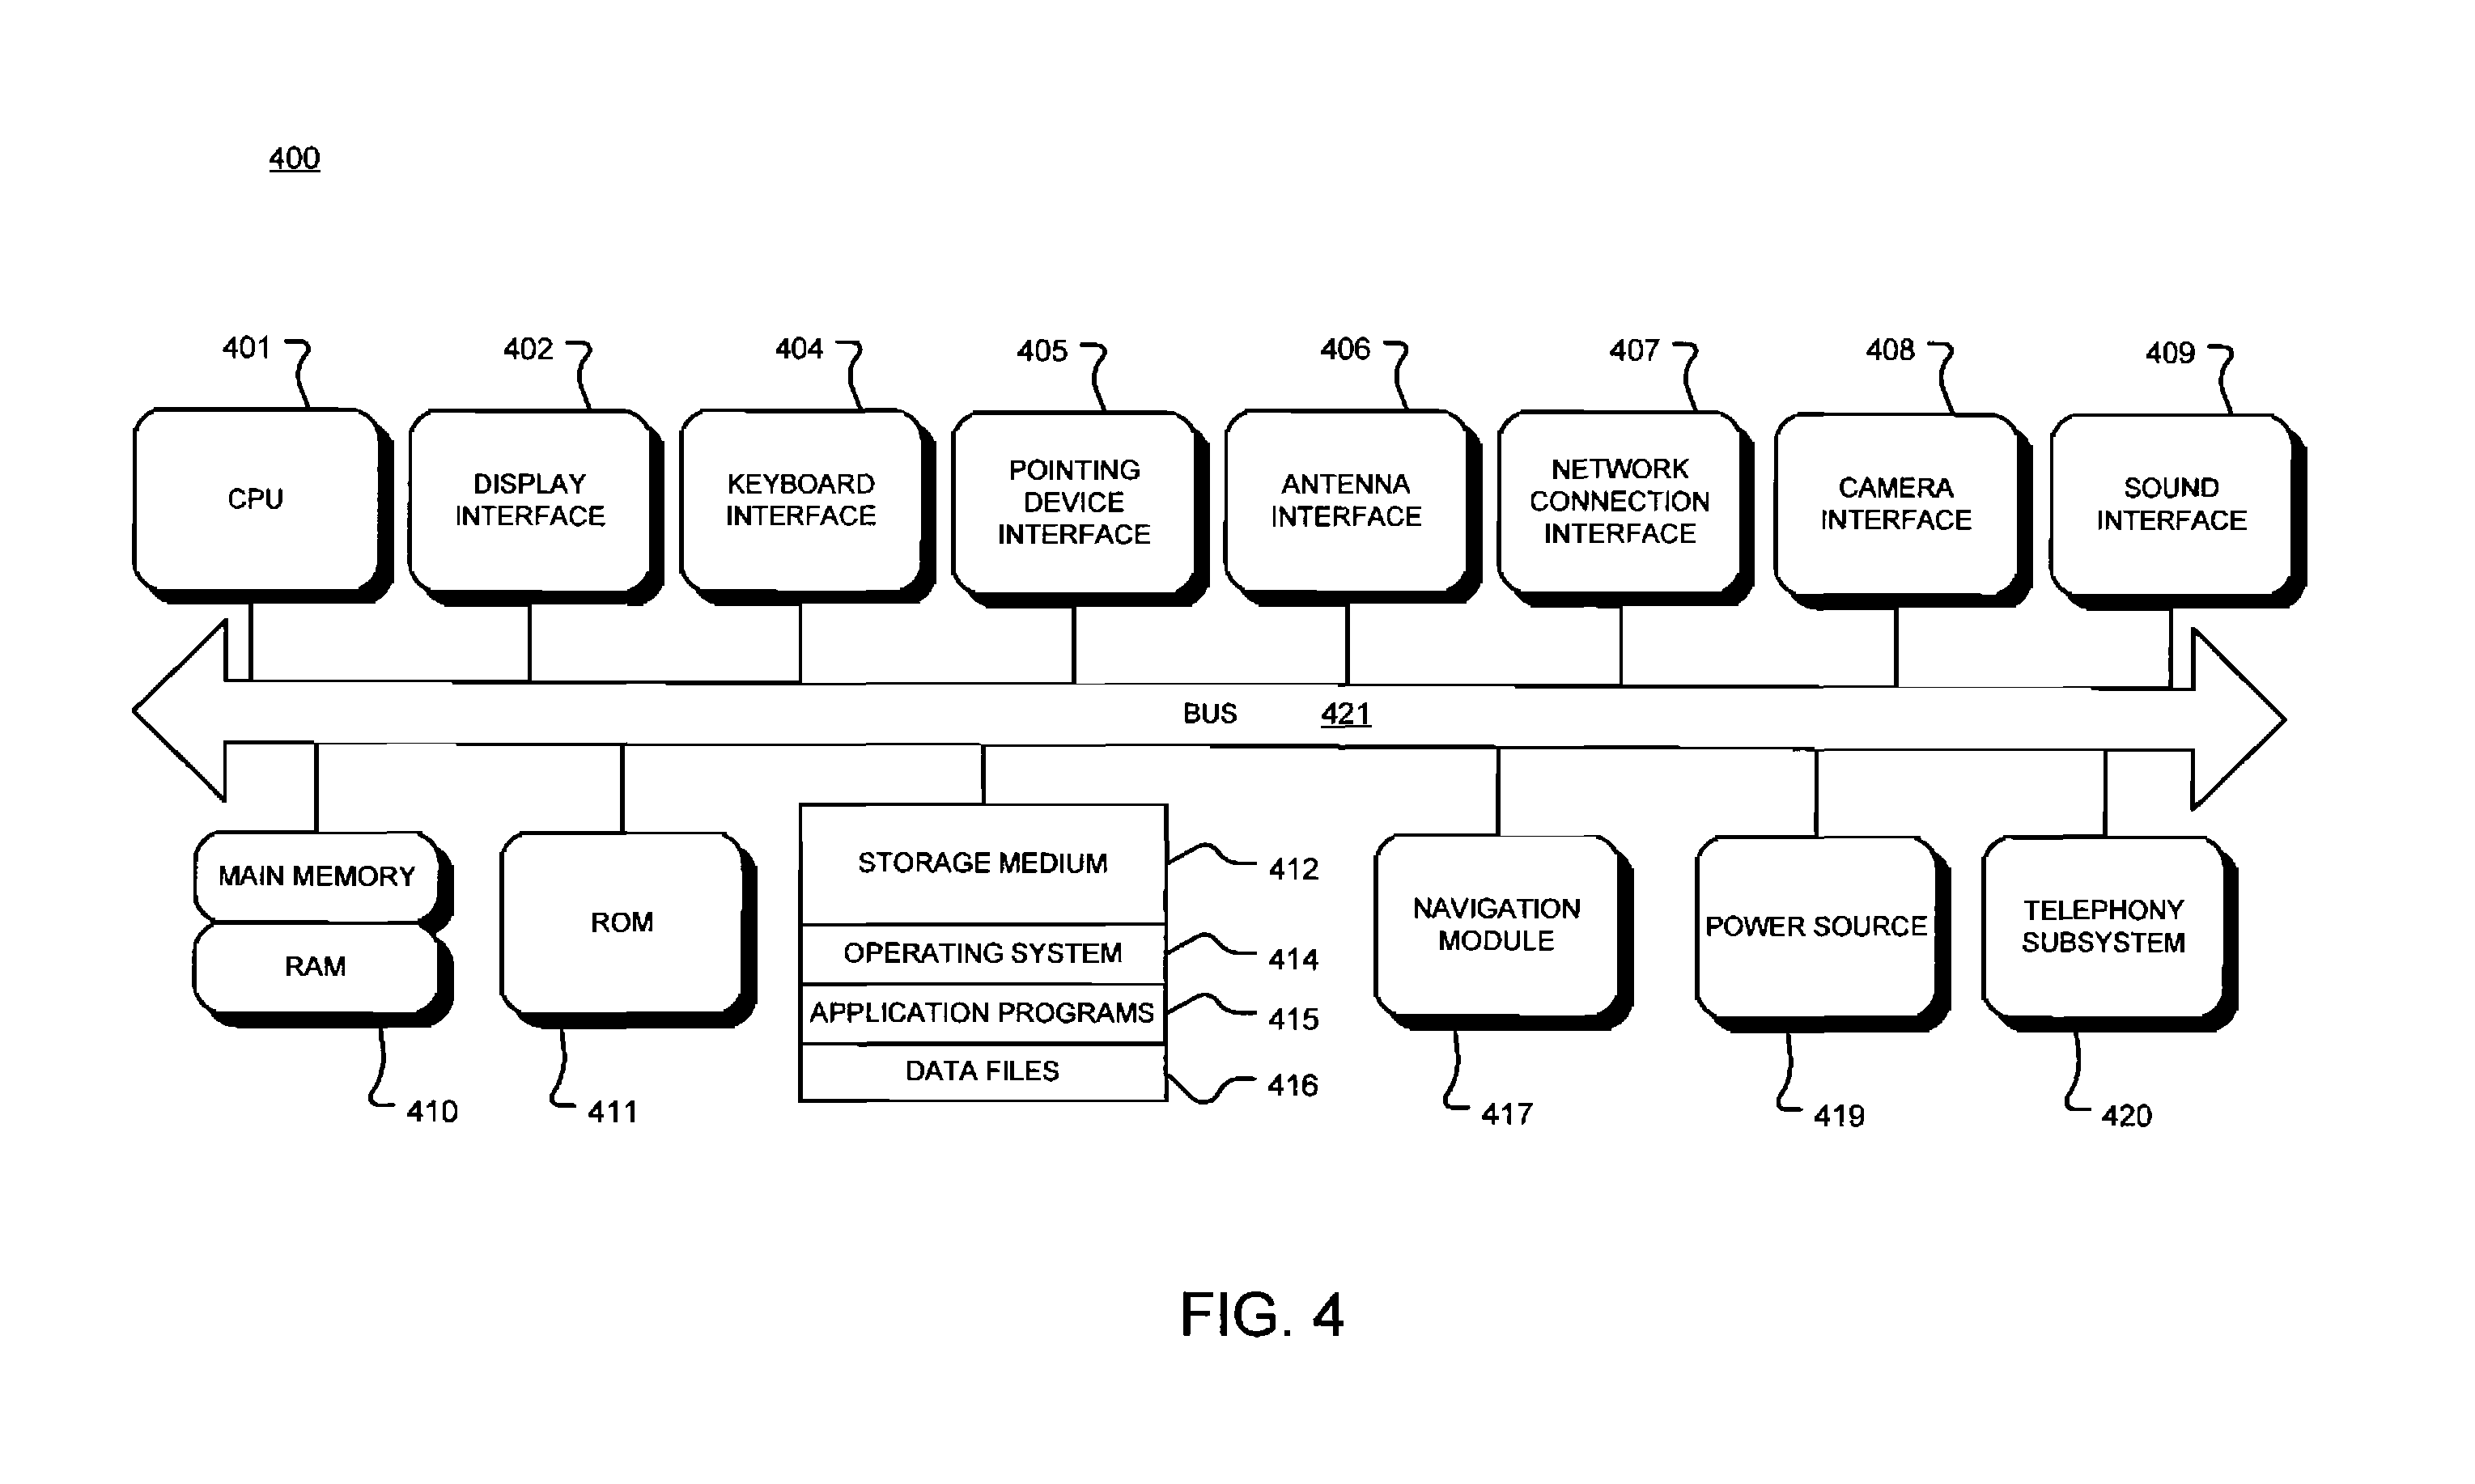 400
401
402
404
405
406
407
408
409
CPU
DISPLAY
INTERFACE
KEYBOARD
INTERFACE
POINTING
DEVICE
INTERFACE
ANTENNA
INTERFACE
NETWORK
CONNECTION
INTERFACE
CAMERA
INTERFACE
SOUND
INTERFACE
BUS 421
MAIN MEMORY
RAM
410
ROM
411
STORAGE MEDIUM
412
OPERATING SYSTEM
414
APPLICATION PROGRAMS
415
DATA FILES
416
NAVIGATION
MODULE
417
POWER SOURCE
419
TELEPHONY
SUBSYSTEM
420
FIG. 4